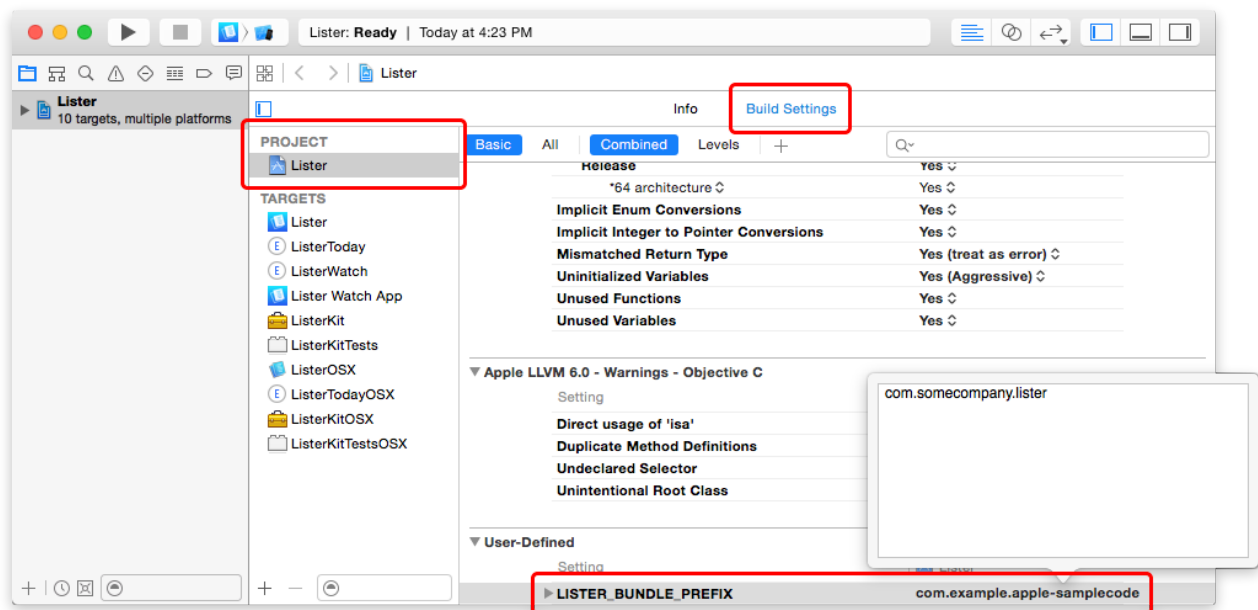 Lister: Ready | Today at 4:23 PM
Lister
Lister
10 targets, multiple platforms
Info
Build Settings
PROJECT
Lister
TARGETS
Lister
E ListerToday
E ListerWatch
Lister Watch App
ListerKit
ListerKitTests
ListerOSX
E ListerTodayOSX
ListerKitOSX
ListerKitTestsOSX
Basic All Combined Levels +
Release Yes
*64 architecture Yes
Implicit Enum Conversions Yes
Implicit Integer to Pointer Conversions Yes
Mismatched Return Type Yes (treat as error)
Uninitialized Variables Yes (Aggressive)
Unused Functions Yes
Unused Variables Yes
Apple LLVM 6.0 - Warnings - Objective C
Setting
Direct usage of 'isa'
Duplicate Method Definitions
Undeclared Selector
Unintentional Root Class
com.somecompany.lister
User-Defined
Setting Lister
LISTER_BUNDLE_PREFIX com.example.apple-samplecode